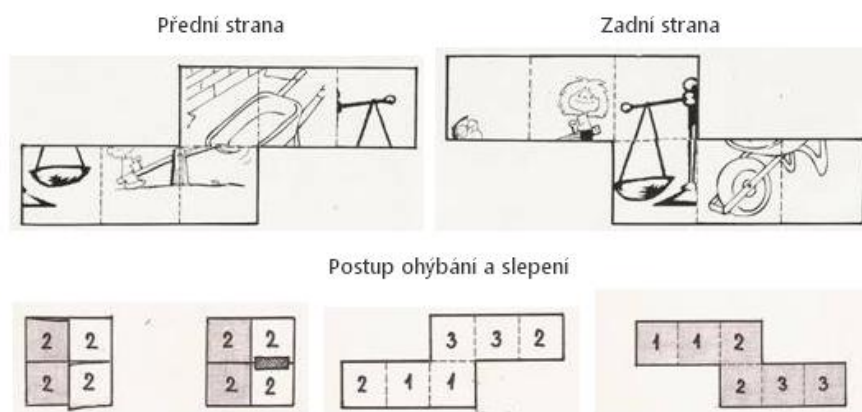 Přední strana
Zadní strana
Postup ohýbání a slepení
2 2
2 2
2 2
2 2
3 3 2
2 1 1
1 1 2
2 3 3